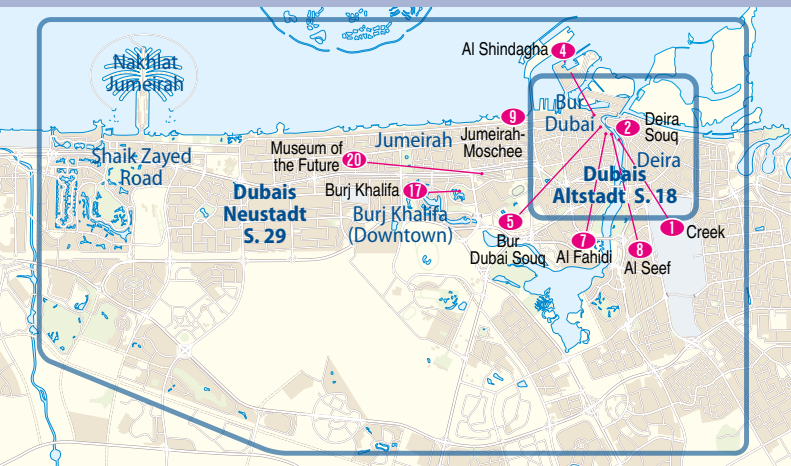 Nakhlat
Jumeirah
Al Shindagha 4
Bur
Dubai
2 Deira
Souq
9
Jumeirah-
Moschee
Jumeirah
Museum of
the Future 20
Shaik Zayed
Road
Deira
Dubais
Altstadt S. 18
Burj Khalifa 17
Dubais
Neustadt
S. 29
Burj Khalifa
(Downtown)
5
Bur
Dubai Souq
7
Al Fahidi
8
Al Seef
1 Creek